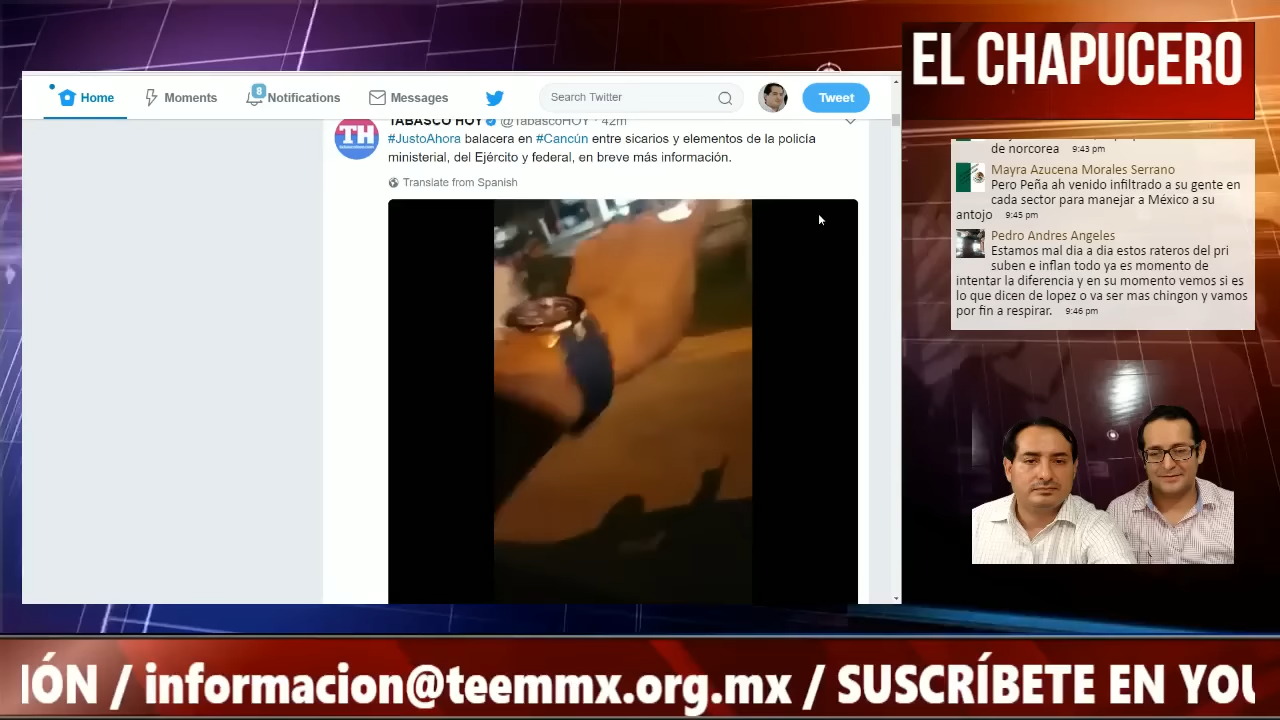 EL CHAPUCERO
Home
Moments
8
Notifications
Messages
Search Twitter
Tweet
TABASCO HOY @TabascoHOY · 42m
TH
#JustoAhora balacera en #Cancún entre sicarios y elementos de la policía
ministerial, del Ejército y federal, en breve más información.
Translate from Spanish
de norcorea 9:43 pm
Mayra Azucena Morales Serrano
Pero Peña ah venido infiltrado a su gente en
cada sector para manejar a México a su
antojo 9:45 pm
Pedro Andres Angeles
Estamos mal dia a dia estos rateros del pri
suben e inflan todo ya es momento de
intentar la diferencia y en su momento vemos si es
lo que dicen de lopez o va ser mas chingon y vamos
por fin a respirar. 9:46 pm
IÓN / informacion@teemmx.org.mx / SUSCRÍBETE EN YOU